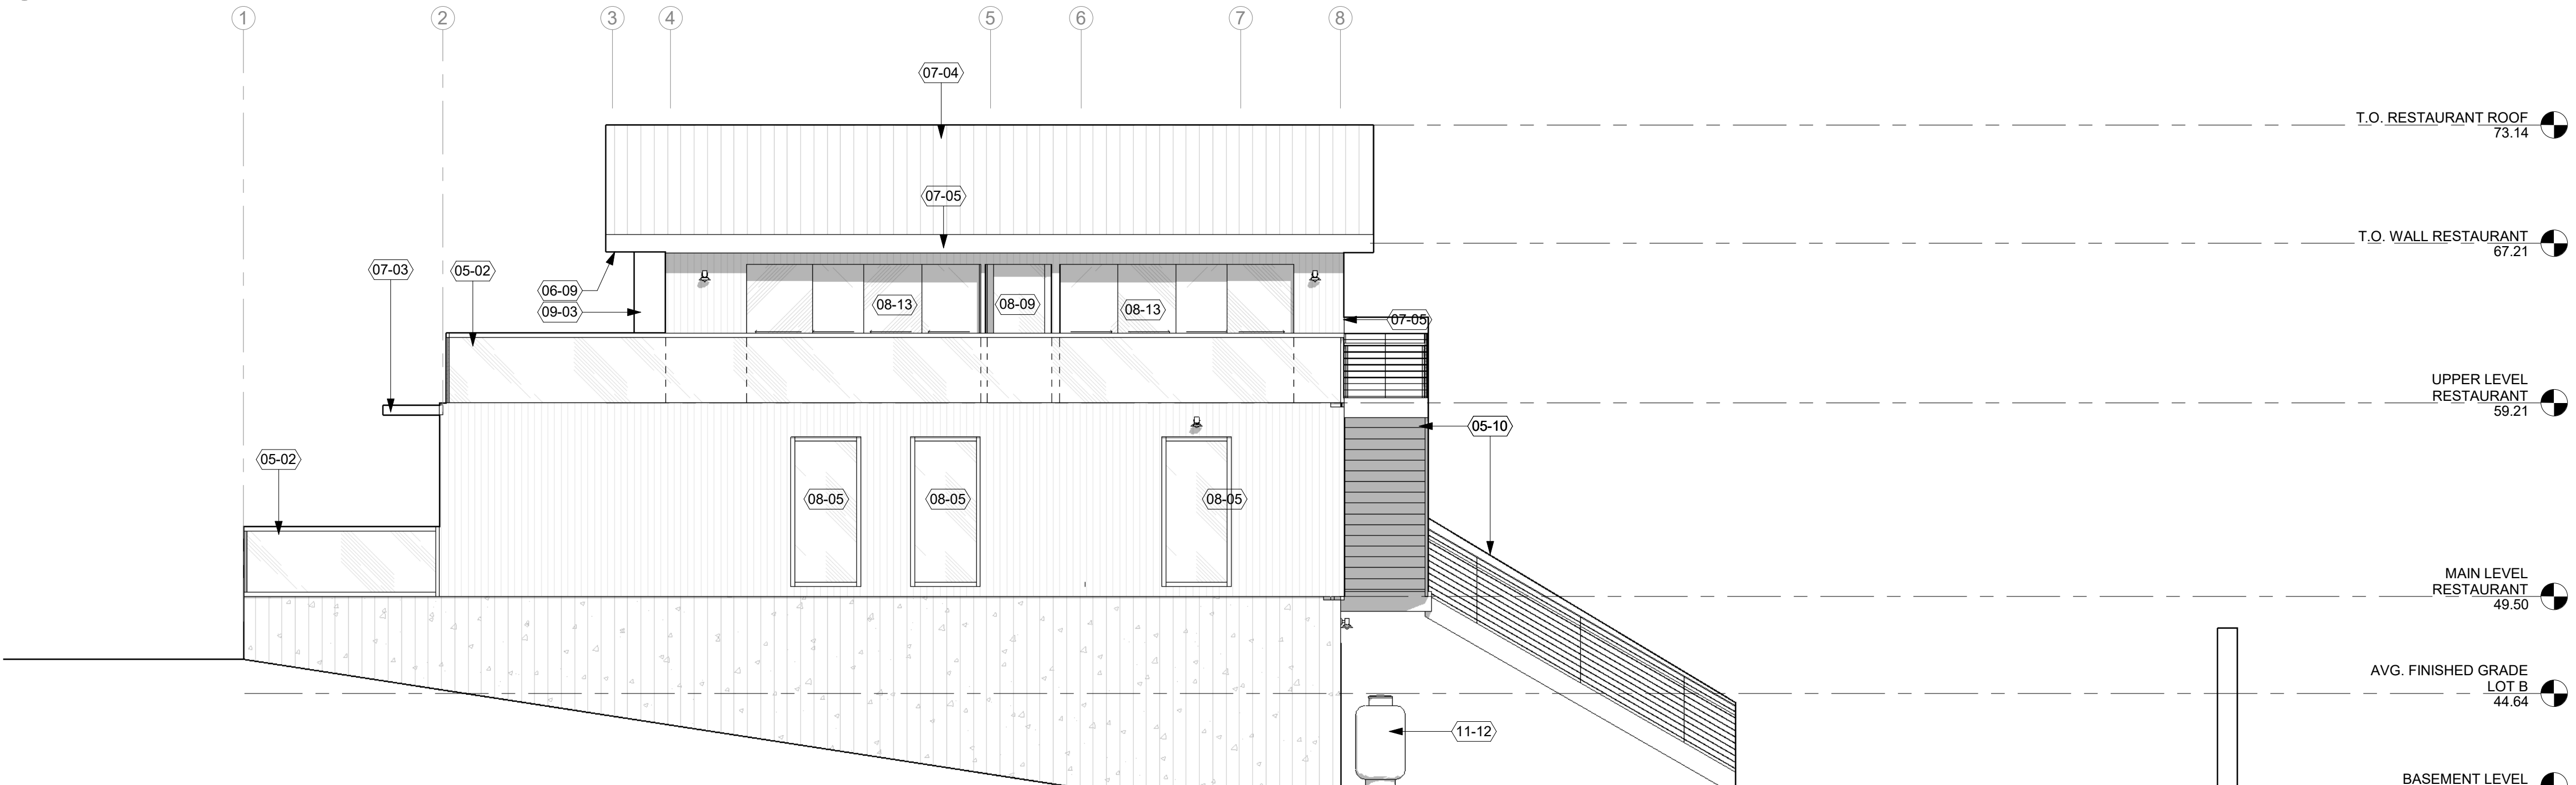 1 2 3 4 5 6 7 8
07-04
T.O. RESTAURANT ROOF
73.14
07-05
T.O. WALL RESTAURANT
67.21
07-03
05-02
06-09
09-03
08-13
08-09
08-13
07-05
UPPER LEVEL
RESTAURANT
59.21
05-10
05-02
08-05
08-05
08-05
MAIN LEVEL
RESTAURANT
49.50
AVG. FINISHED GRADE
LOT B
44.64
11-12
BASEMENT LEVEL